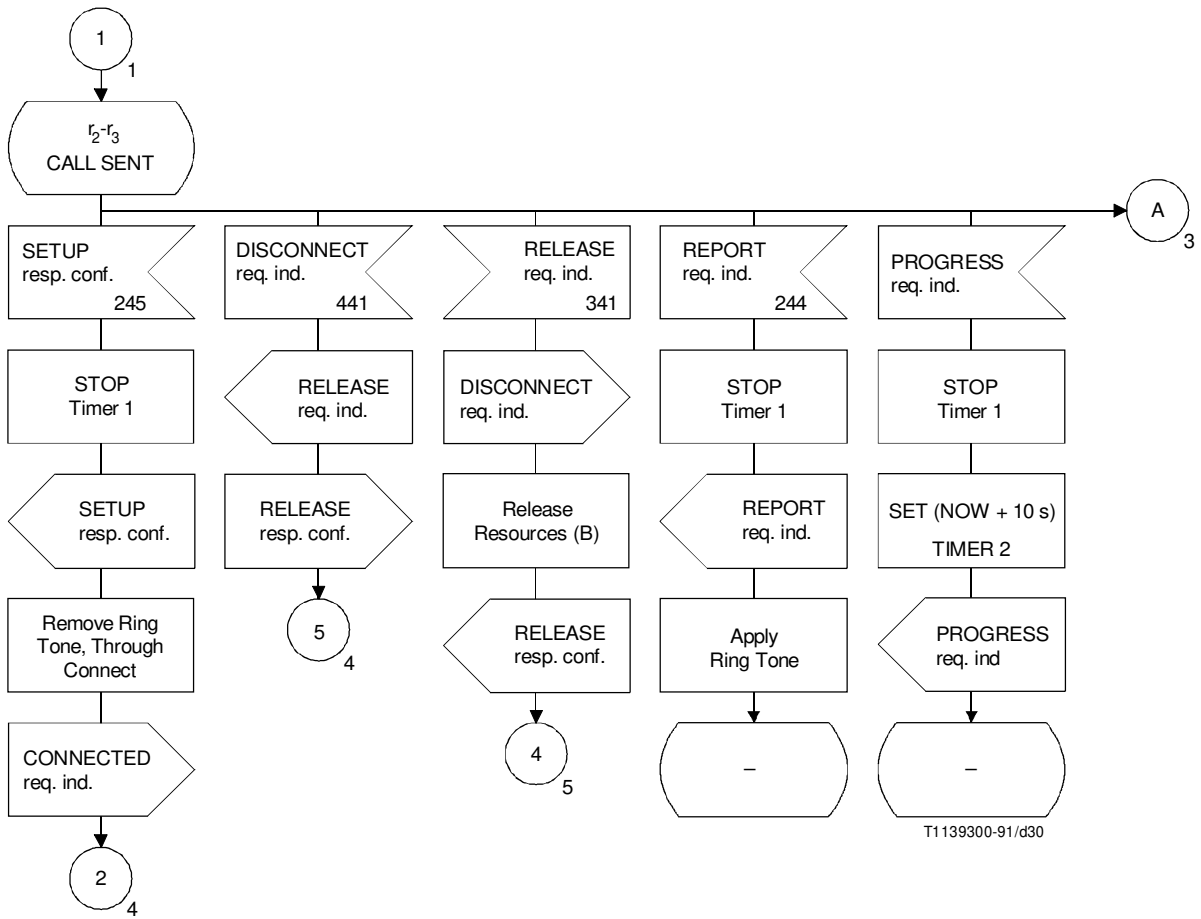 1
1
r2-r3
CALL SENT
A
3
SETUP
resp. conf.
245
DISCONNECT
req. ind.
441
RELEASE
req. ind.
341
REPORT
req. ind.
244
PROGRESS
req. ind.
STOP
Timer 1
RELEASE
req. ind.
DISCONNECT
req. ind.
STOP
Timer 1
STOP
Timer 1
SETUP
resp. conf.
RELEASE
resp. conf.
Release
Resources (B)
REPORT
req. ind.
SET (NOW + 10 s)
TIMER 2
Remove Ring
Tone, Through
Connect
5
4
RELEASE
resp. conf.
Apply
Ring Tone
PROGRESS
req. ind
CONNECTED
req. ind.
4
5
–
–
T1139300-91/d30
2
4